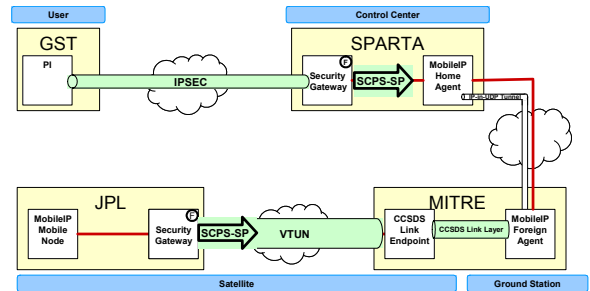 User
Control Center
GST
SPARTA
PI
IPSEC
Security
Gateway
F
SCPS-SP
MobileIP
Home
Agent
IP-in-UDP Tunnel
JPL
MITRE
MobileIP
Mobile
Node
Security
Gateway
F
SCPS-SP
VTUN
CCSDS
Link
Endpoint
CCSDS Link Layer
MobileIP
Foreign
Agent
Satellite
Ground Station